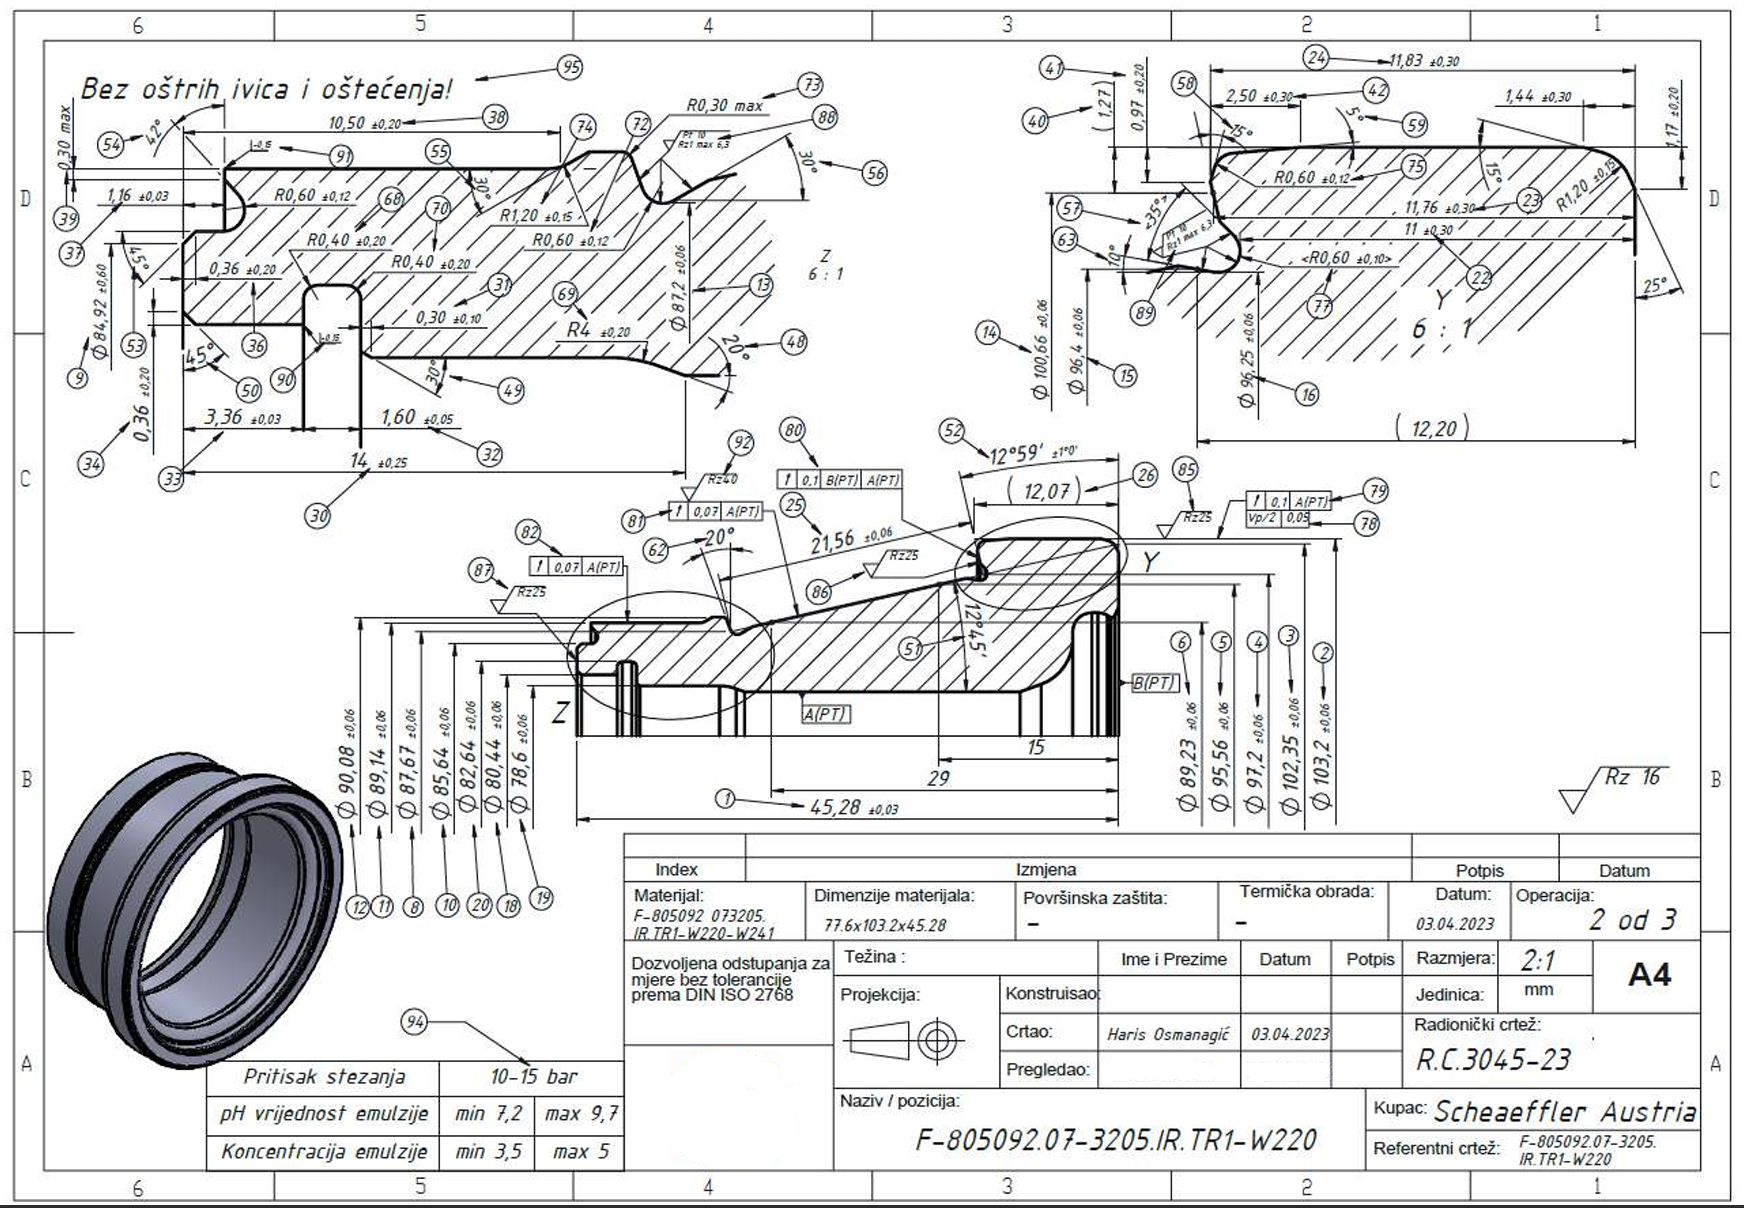 6 5 4 3 2 1
D
C
B
A
Bez oštrih ivica i oštećenja!
95
54
42°
10,50 ±0,20
38
R0,30 max
73
74
72
Pt 10
Rz1 max 6,3
88
0,30 max
-0,15
91
55
30°
30°
56
39
1,16 ±0,03
37
R0,60 ±0,12
68
70
R1,20 ±0,15
R0,60 ±0,12
45°
R0,40 ±0,20
R0,40 ±0,20
0,36 ±0,20
31
69
Ø 87,2 ±0,06
13
Z
6 : 1
Ø 84,92 ±0,60
9
53
36
0,30 ±0,10
R4 ±0,20
20°
48
45°
50
-0,15
90
30°
49
0,36 ±0,20
34
3,36 ±0,03
33
1,60 ±0,05
32
14 ±0,25
30
41
(1,27)
0,97 ±0,20
40
58
15°
24
11,83 ±0,30
2,50 ±0,30
42
5°
59
1,44 ±0,30
1,17 ±0,20
R0,60 ±0,12
75
15°
R1,20 ±0,15
57
<35°>
11,76 ±0,30
23
63
10°
Pt 10
Rz1 max 6,3
11 ±0,30
22
<R0,60 ±0,10>
77
89
25°
Y
6 : 1
14
Ø 100,66 ±0,06
Ø 96,4 ±0,06
15
Ø 96,25 ±0,06
16
(12,20)
92
Rz40
80
0,1 B(PT) A(PT)
52
12°59' ±1°0'
(12,07)
26
85
Rz25
0,1 A(PT)
79
Vp/2 0,05
78
81
0,07 A(PT)
25
21,56 ±0,06
62
20°
82
0,07 A(PT)
87
Rz25
86
Rz25
Y
Z
51
12°45'
A(PT)
B(PT)
6
5
4
3
2
Ø 90,08 ±0,06
Ø 89,14 ±0,06
Ø 87,67 ±0,06
Ø 85,64 ±0,06
Ø 82,64 ±0,06
Ø 80,44 ±0,06
Ø 78,6 ±0,06
12
11
8
10
20
18
19
15
29
1
45,28 ±0,03
Ø 89,23 ±0,06
Ø 95,56 ±0,06
Ø 97,2 ±0,06
Ø 102,35 ±0,06
Ø 103,2 ±0,06
Rz 16
Index Izmjena Potpis Datum
Materijal:
F-805092 073205.
IR.TR1-W220-W241
Dimenzije materijala:
77.6x103.2x45.28
Površinska zaštita:
-
Termička obrada:
-
Datum:
03.04.2023
Operacija:
2 od 3
Dozvoljena odstupanja za
mjere bez tolerancije
prema DIN ISO 2768
Težina :
Ime i Prezime Datum Potpis
Razmjera: 2:1
A4
Projekcija:
Konstruisao:
Jedinica: mm
Crtao: Haris Osmanagić 03.04.2023
Radionički crtež:
R.C.3045-23
Pregledao:
Naziv / pozicija:
F-805092.07-3205.IR.TR1-W220
Kupac: Scheaeffler Austria
Referentni crtež: F-805092.07-3205.
IR.TR1-W220
94
Pritisak stezanja 10-15 bar
pH vrijednost emulzije min 7,2 max 9,7
Koncentracija emulzije min 3,5 max 5
D
C
B
A
6 5 4 3 2 1